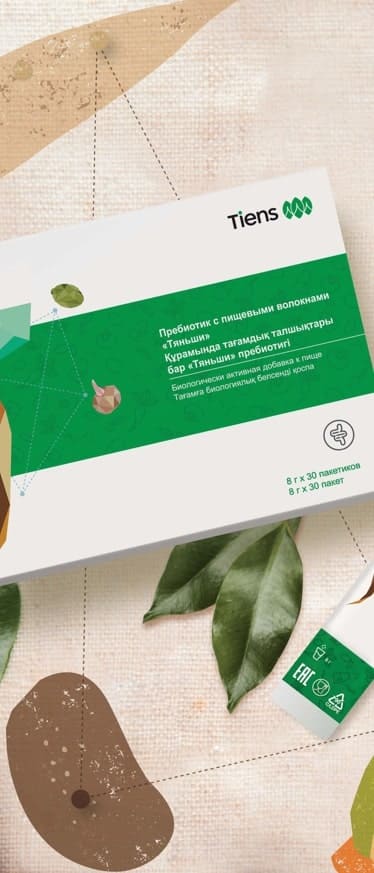 Tiens
Пребиотик с пищевыми волокнами
«Тяньши»
Құрамында тағамдық талшықтары
бар «Тяньши» пребиотигі
Биологически активная добавка к пище
Тағамға биологиялық белсенді қоспа
8 г х 30 пакетиков
8 г х 30 пакет
8 г
EAC